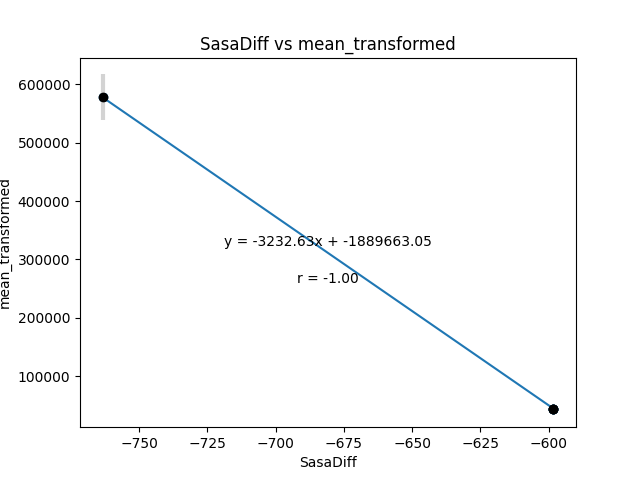 SasaDiff vs mean_transformed
600000
500000
400000
300000
200000
100000
mean_transformed
y = -3232.63x + -1889663.05
r = -1.00
−750
−725
−700
−675
−650
−625
−600
SasaDiff